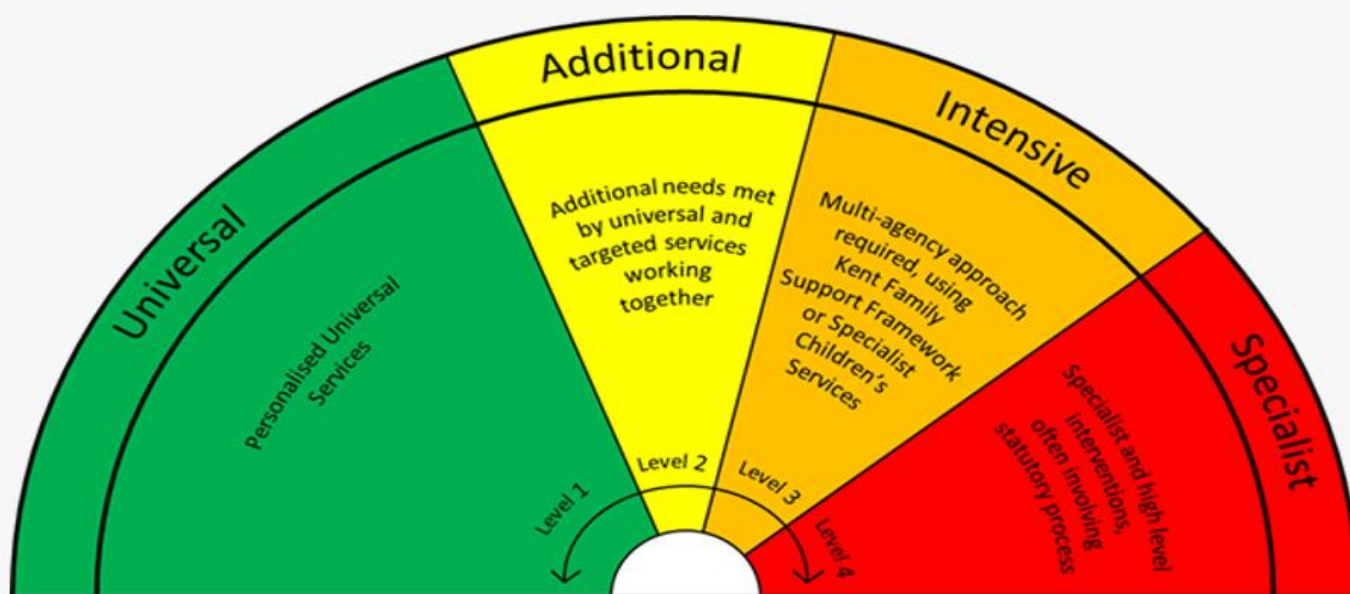 Universal
Personalised Universal
Services
Level 1
Additional
Additional needs met
by universal and
targeted services
working
together
Level 2
Intensive
Multi-agency approach
required, using
Kent Family
Support Framework
or Specialist
Children's
Services
Level 3
Specialist
Specialist and high level
interventions,
often involving
statutory process
Level 4